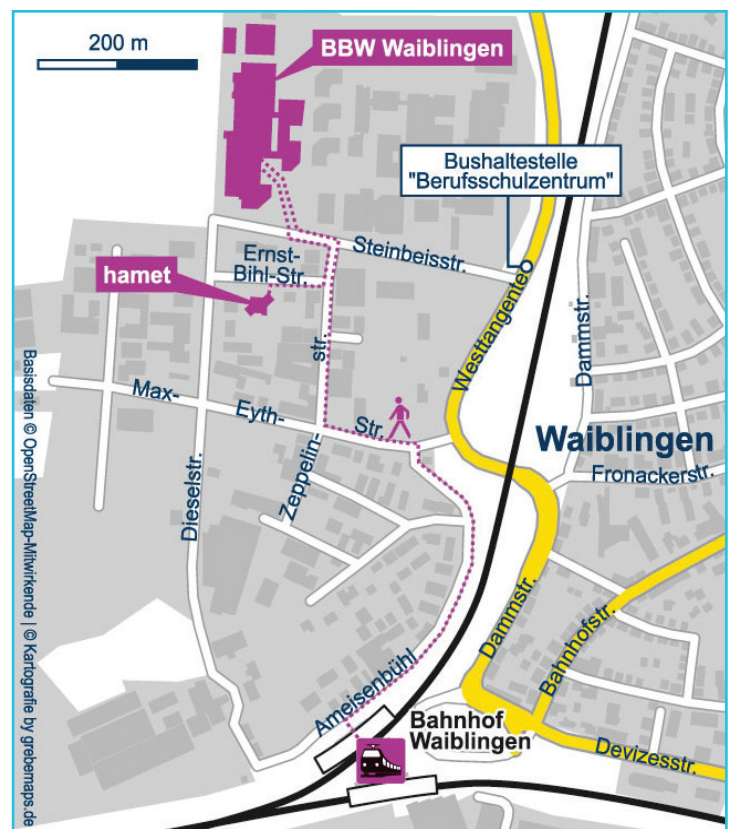 200 m
BBW Waiblingen
Bushaltestelle
"Berufsschulzentrum"
Steinbeisstr.
Ernst-
Bihl-Str.
hamet
Westtangente
Dammstr.
str.
Max-
Eyth-
Str.
Waiblingen
Fronackerstr.
Dieselstr.
Zeppelin-
Dammstr.
Bahnhofstr.
Ameisenbühl
Bahnhof
Waiblingen
Devizesstr.
Basisdaten © OpenStreetMap-Mitwirkende | © Kartografie by grebemaps.de